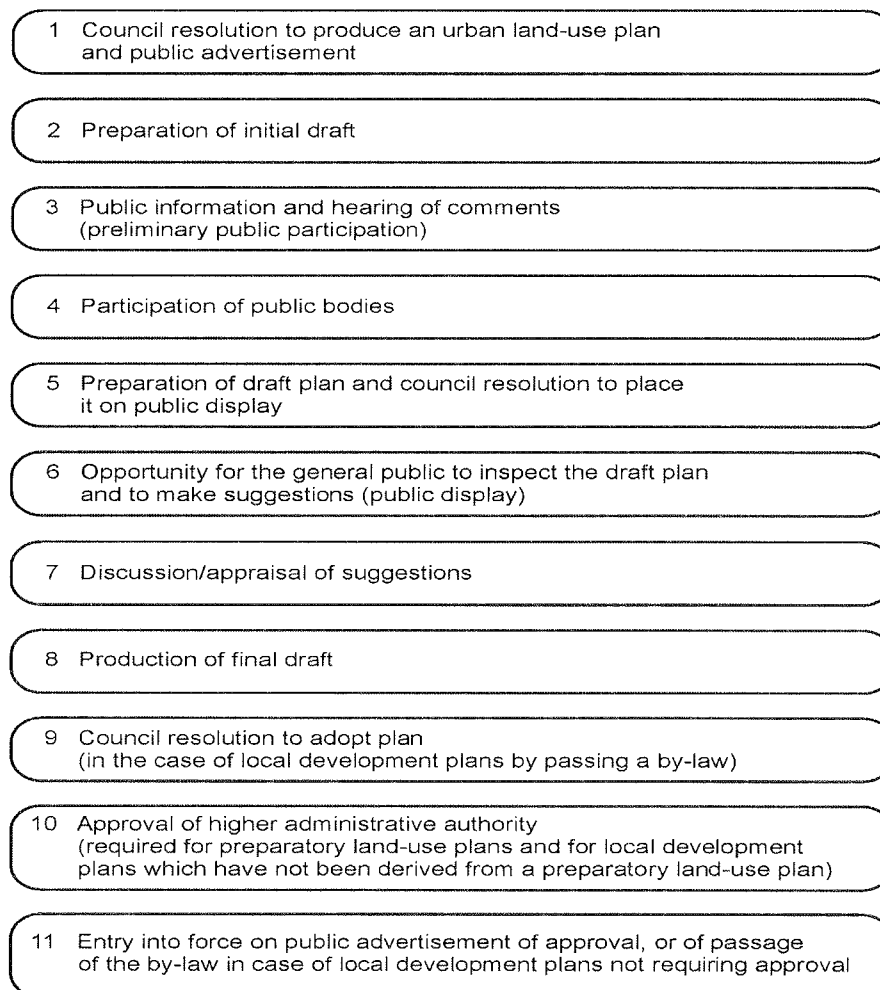 1 Council resolution to produce an urban land-use plan
and public advertisement
2 Preparation of initial draft
3 Public information and hearing of comments
(preliminary public participation)
4 Participation of public bodies
5 Preparation of draft plan and council resolution to place
it on public display
6 Opportunity for the general public to inspect the draft plan
and to make suggestions (public display)
7 Discussion/appraisal of suggestions
8 Production of final draft
9 Council resolution to adopt plan
(in the case of local development plans by passing a by-law)
10 Approval of higher administrative authority
(required for preparatory land-use plans and for local development
plans which have not been derived from a preparatory land-use plan)
11 Entry into force on public advertisement of approval, or of passage
of the by-law in case of local development plans not requiring approval